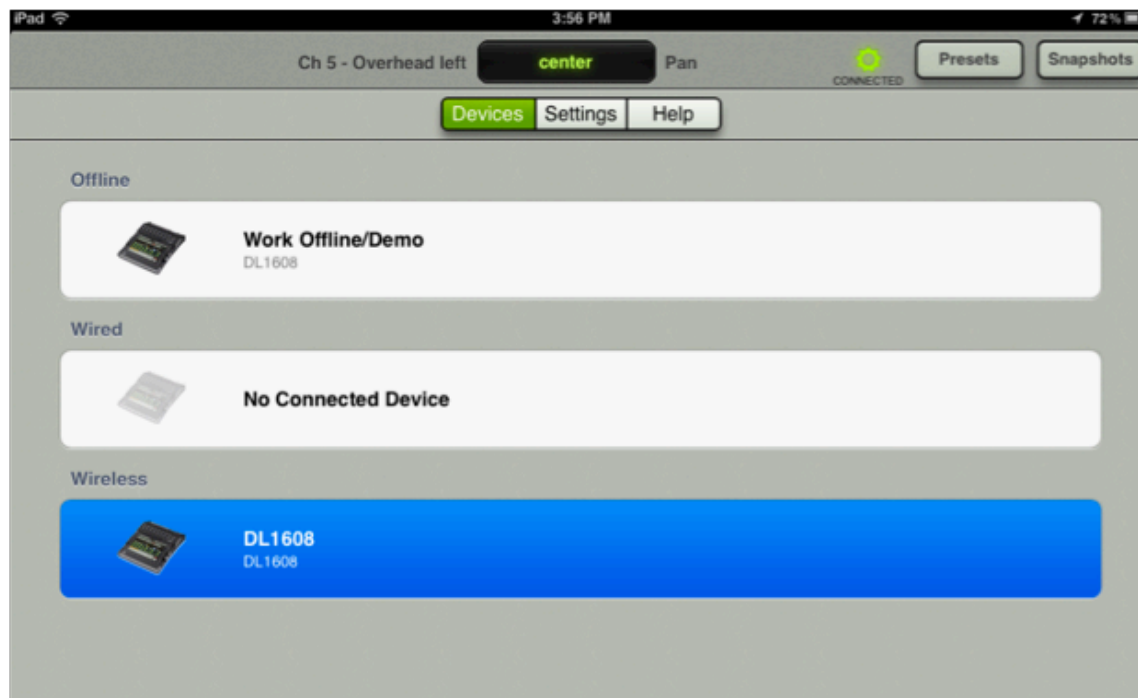 iPad 3:56 PM 72%
Ch 5 - Overhead left center Pan Presets Snapshots
CONNECTED
Devices Settings Help
Offline
Work Offline/Demo
DL1608
Wired
No Connected Device
Wireless
DL1608
DL1608